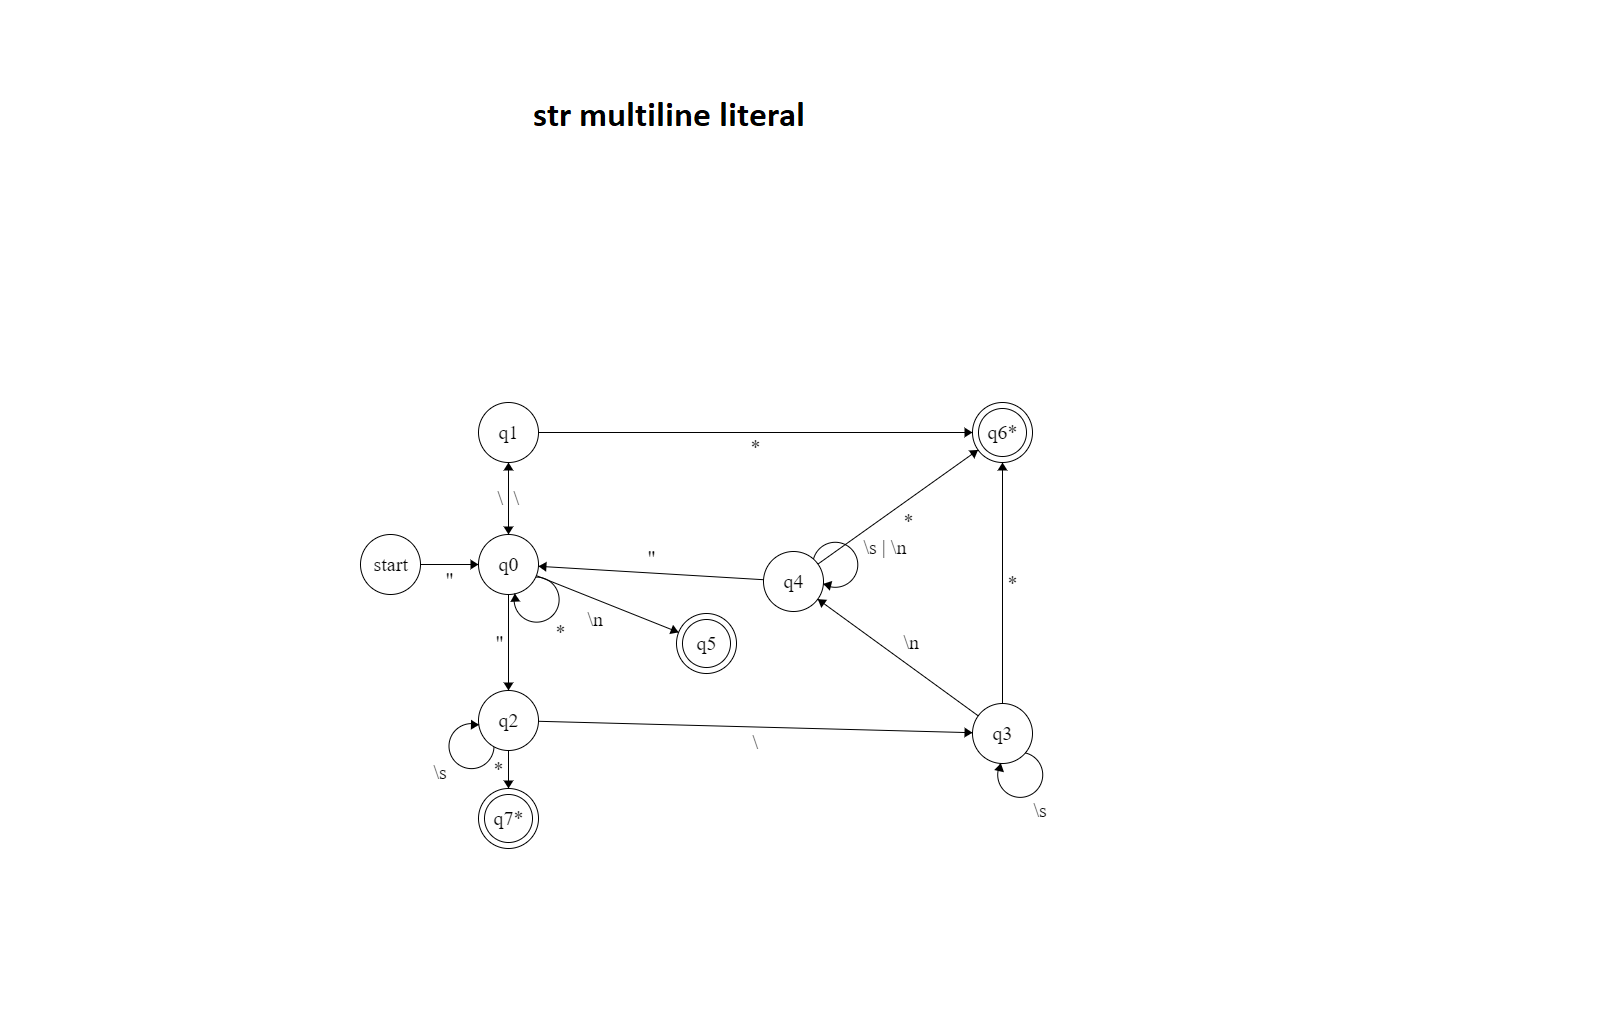 str multiline literal
q1
q6*
*
\ \
*
\s | \n
start
"
q0
"
q4
*
\n
*
"
q5
\n
q2
\
q3
\s
*
\s
q7*